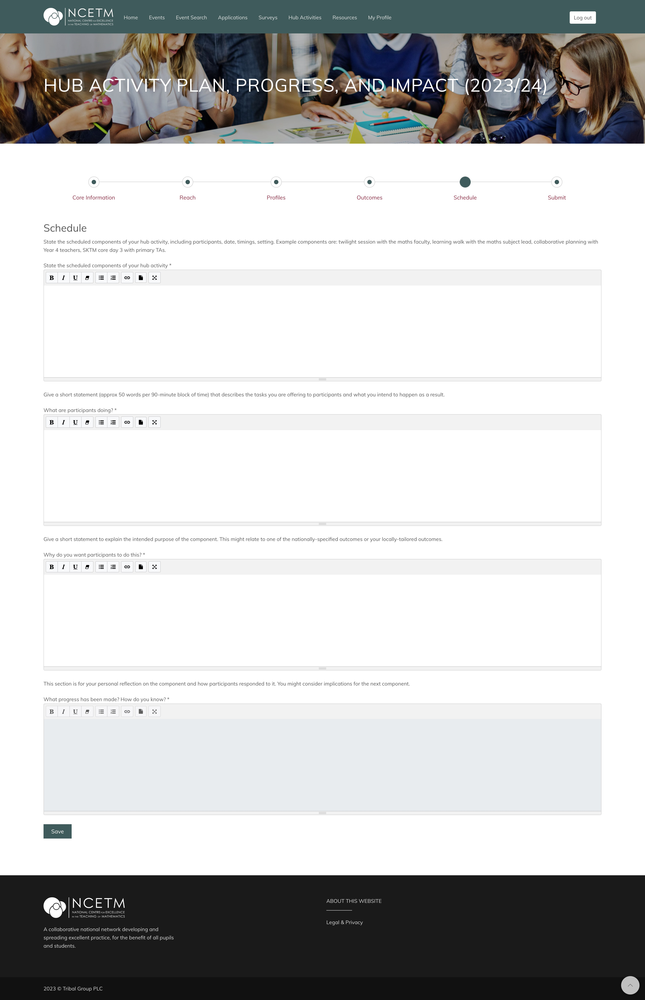 NCETM
NATIONAL CENTRE FOR EXCELLENCE
IN THE TEACHING OF MATHEMATICS
Home Events Event Search Applications Surveys Hub Activities Resources My Profile
Log out
HUB ACTIVITY PLAN, PROGRESS, AND IMPACT (2023/24)
Core Information Reach Profiles Outcomes Schedule Submit
Schedule
State the scheduled components of your hub activity, including participants, date, timings, setting. Example components are: twilight session with the maths faculty, learning walk with the maths subject lead, collaborative planning with
Year 4 teachers, SKTM core day 3 with primary TAs.
State the scheduled components of your hub activity *
B I U
Give a short statement (approx 50 words per 90-minute block of time) that describes the tasks you are offering to participants and what you intend to happen as a result.
What are participants doing? *
B I U
Give a short statement to explain the intended purpose of the component. This might relate to one of the nationally-specified outcomes or your locally-tailored outcomes.
Why do you want participants to do this? *
B I U
This section is for your personal reflection on the component and how participants responded to it. You might consider implications for the next component.
What progress has been made? How do you know? *
B I U
Save
NCETM
NATIONAL CENTRE FOR EXCELLENCE
IN THE TEACHING OF MATHEMATICS
A collaborative national network developing and
spreading excellent practice, for the benefit of all pupils
and students.
ABOUT THIS WEBSITE
Legal & Privacy
2023 © Tribal Group PLC